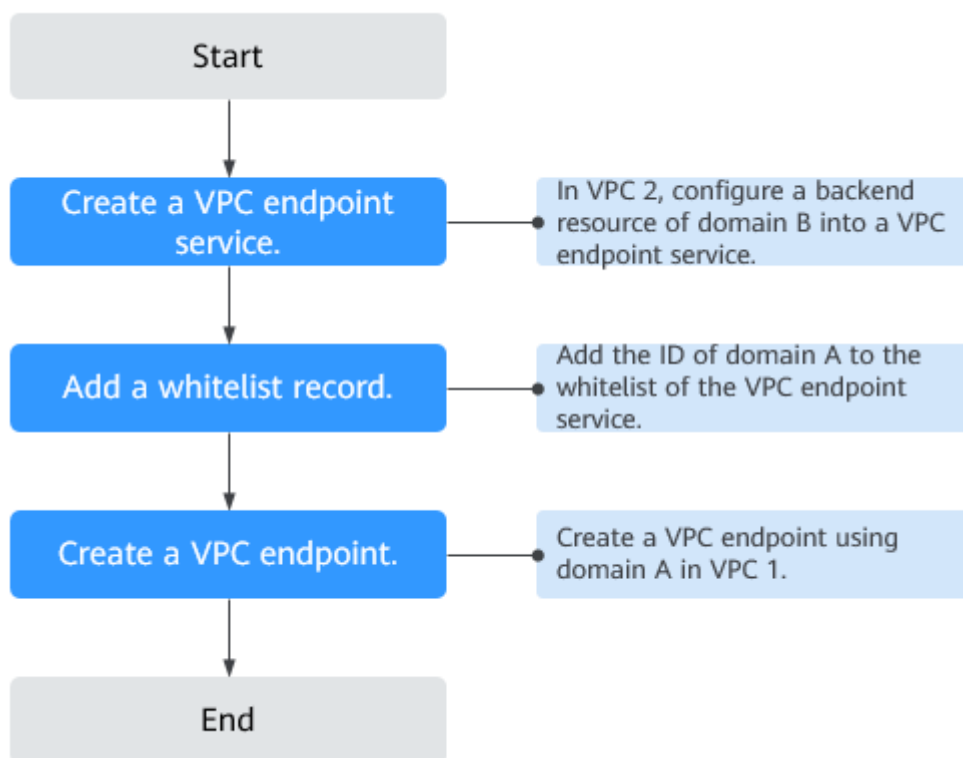 Start
Create a VPC endpoint
service.
In VPC 2, configure a backend
resource of domain B into a VPC
endpoint service.
Add a whitelist record.
Add the ID of domain A to the
whitelist of the VPC endpoint
service.
Create a VPC endpoint.
Create a VPC endpoint using
domain A in VPC 1.
End